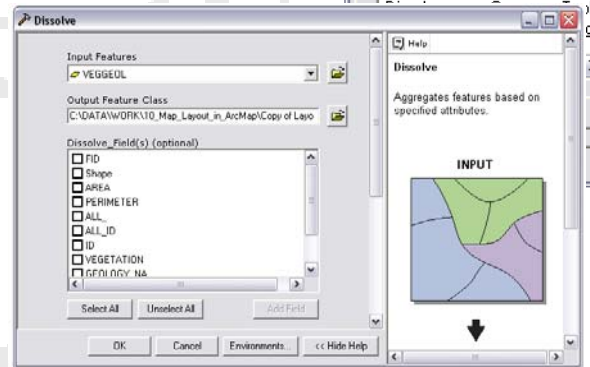 Dissolve
Input Features
VEGGEOL
Output Feature Class
C:\DATA\WORK\10_Map_Layout_in_ArcMap\Copy of Layo
Dissolve_Field(s) (optional)
FID
Shape
AREA
PERIMETER
ALL_
ALL_ID
ID
VEGETATION
GEOLOGY_NA
Select All Unselect All Add Field
OK Cancel Environments... << Hide Help
Help
Dissolve
Aggregates features based on
specified attributes.
INPUT